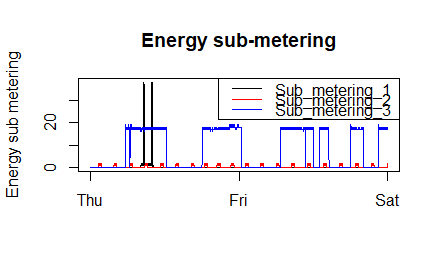 Energy sub-metering
Energy sub metering
0
20
Sub_metering_1
Sub_metering_2
Sub_metering_3
Thu
Fri
Sat